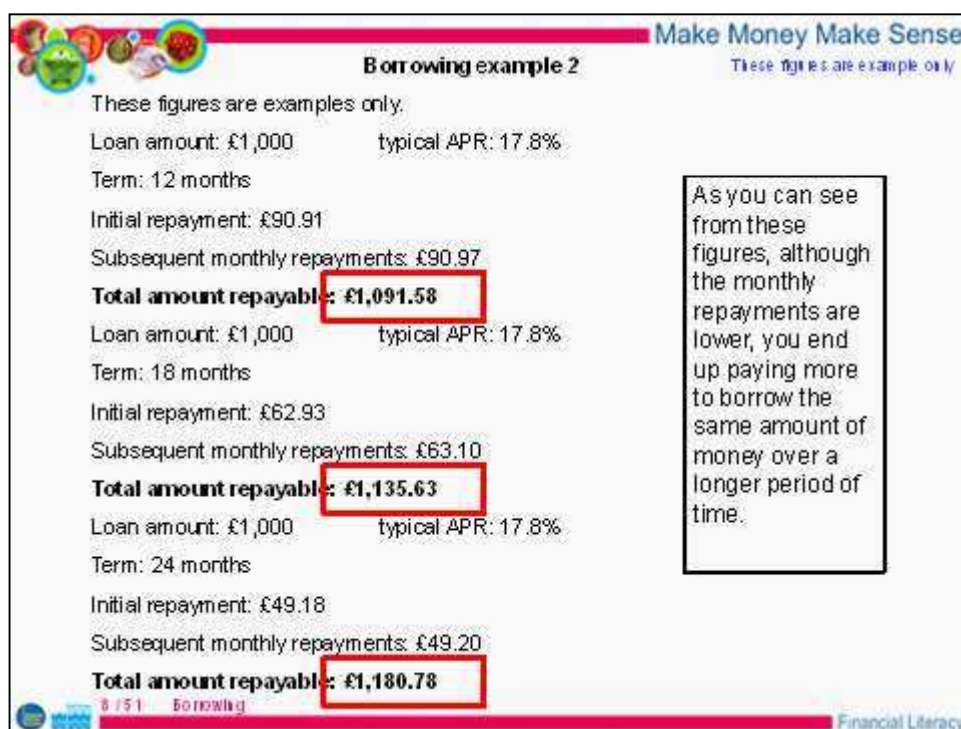 Make Money Make Sense
Borrowing example 2
These figures are example only
These figures are examples only.
Loan amount: £1,000 typical APR: 17.8%
Term: 12 months
Initial repayment: £90.91
Subsequent monthly repayments: £90.97
Total amount repayable: £1,091.58
Loan amount: £1,000 typical APR: 17.8%
Term: 18 months
Initial repayment: £62.93
Subsequent monthly repayments: £63.10
Total amount repayable: £1,135.63
Loan amount: £1,000 typical APR: 17.8%
Term: 24 months
Initial repayment: £49.18
Subsequent monthly repayments: £49.20
Total amount repayable: £1,180.78
As you can see
from these
figures, although
the monthly
repayments are
lower, you end
up paying more
to borrow the
same amount of
money over a
longer period of
time.
8 / 51 Borrowing
Financial Literacy